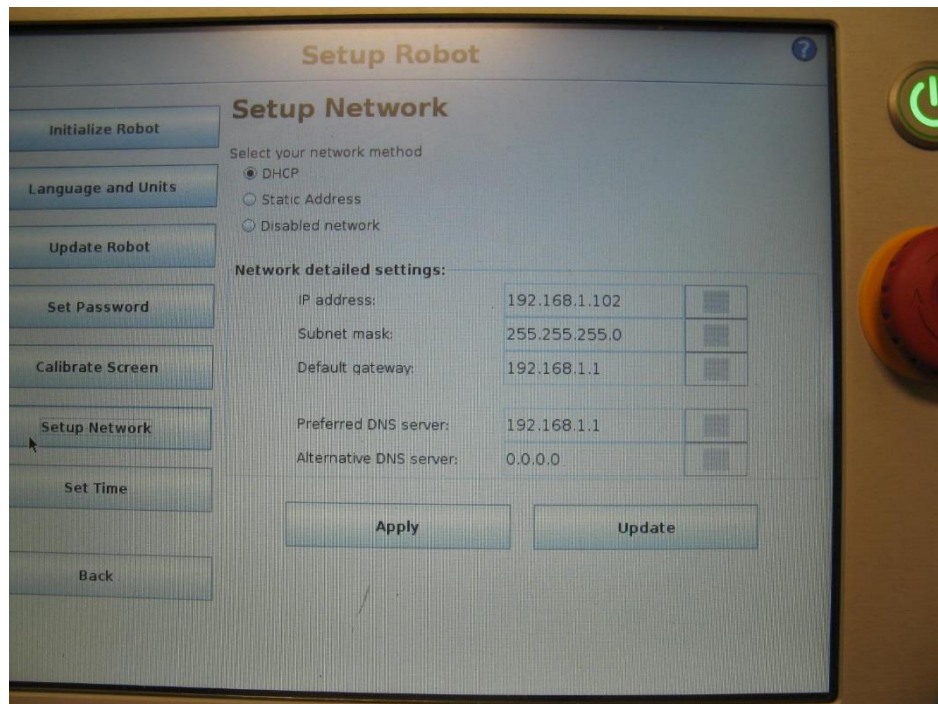 Setup Robot
?
Initialize Robot
Language and Units
Update Robot
Set Password
Calibrate Screen
Setup Network
Set Time
Back
Setup Network
Select your network method
DHCP
Static Address
Disabled network
Network detailed settings:
IP address: 192.168.1.102
Subnet mask: 255.255.255.0
Default gateway: 192.168.1.1
Preferred DNS server: 192.168.1.1
Alternative DNS server: 0.0.0.0
Apply Update